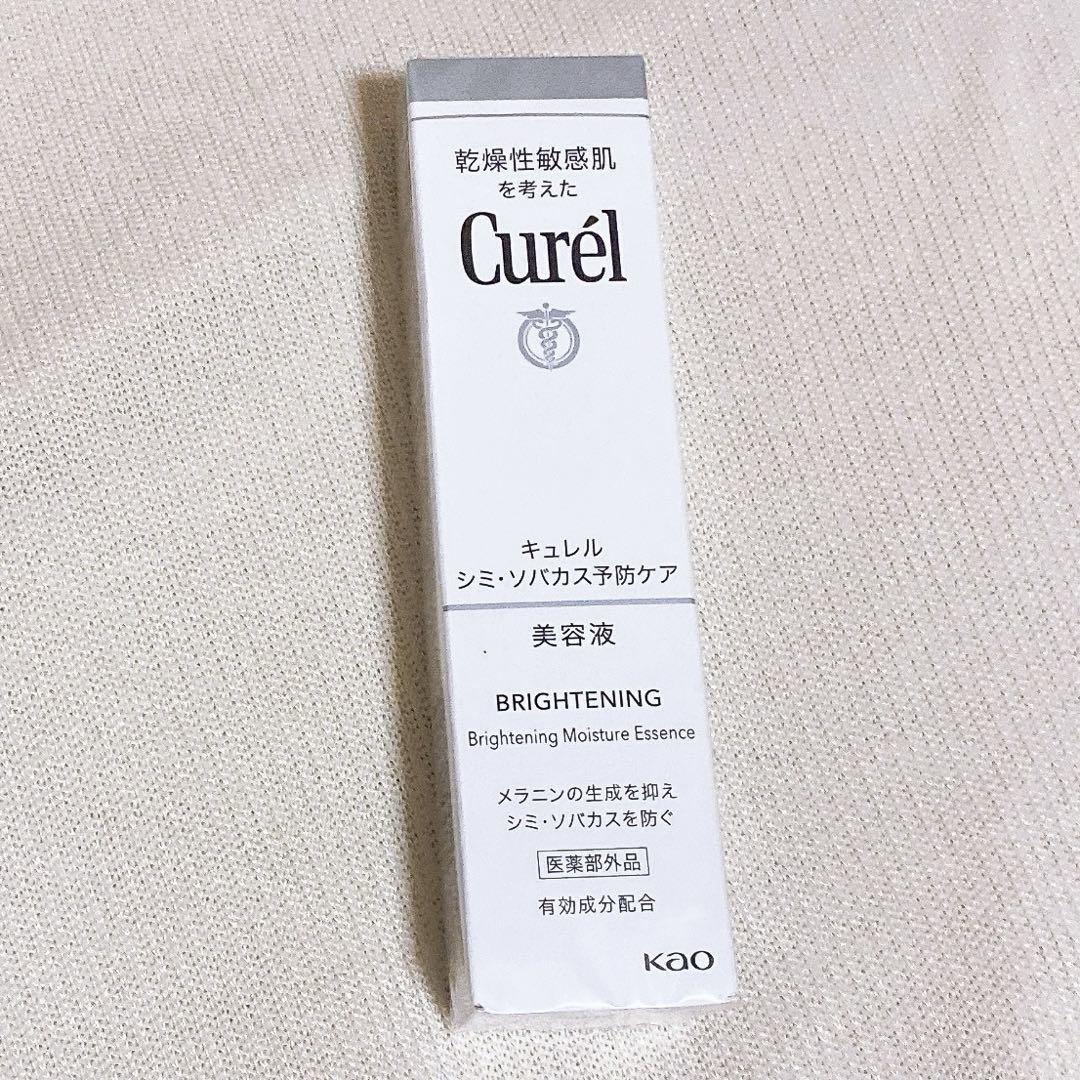 乾燥性敏感肌
を考えた
Curél
キュレル
シミ・ソバカス予防ケア
美容液
BRIGHTENING
Brightening Moisture Essence
メラニンの生成を抑え
シミ・ソバカスを防ぐ
医薬部外品
有効成分配合
Kao